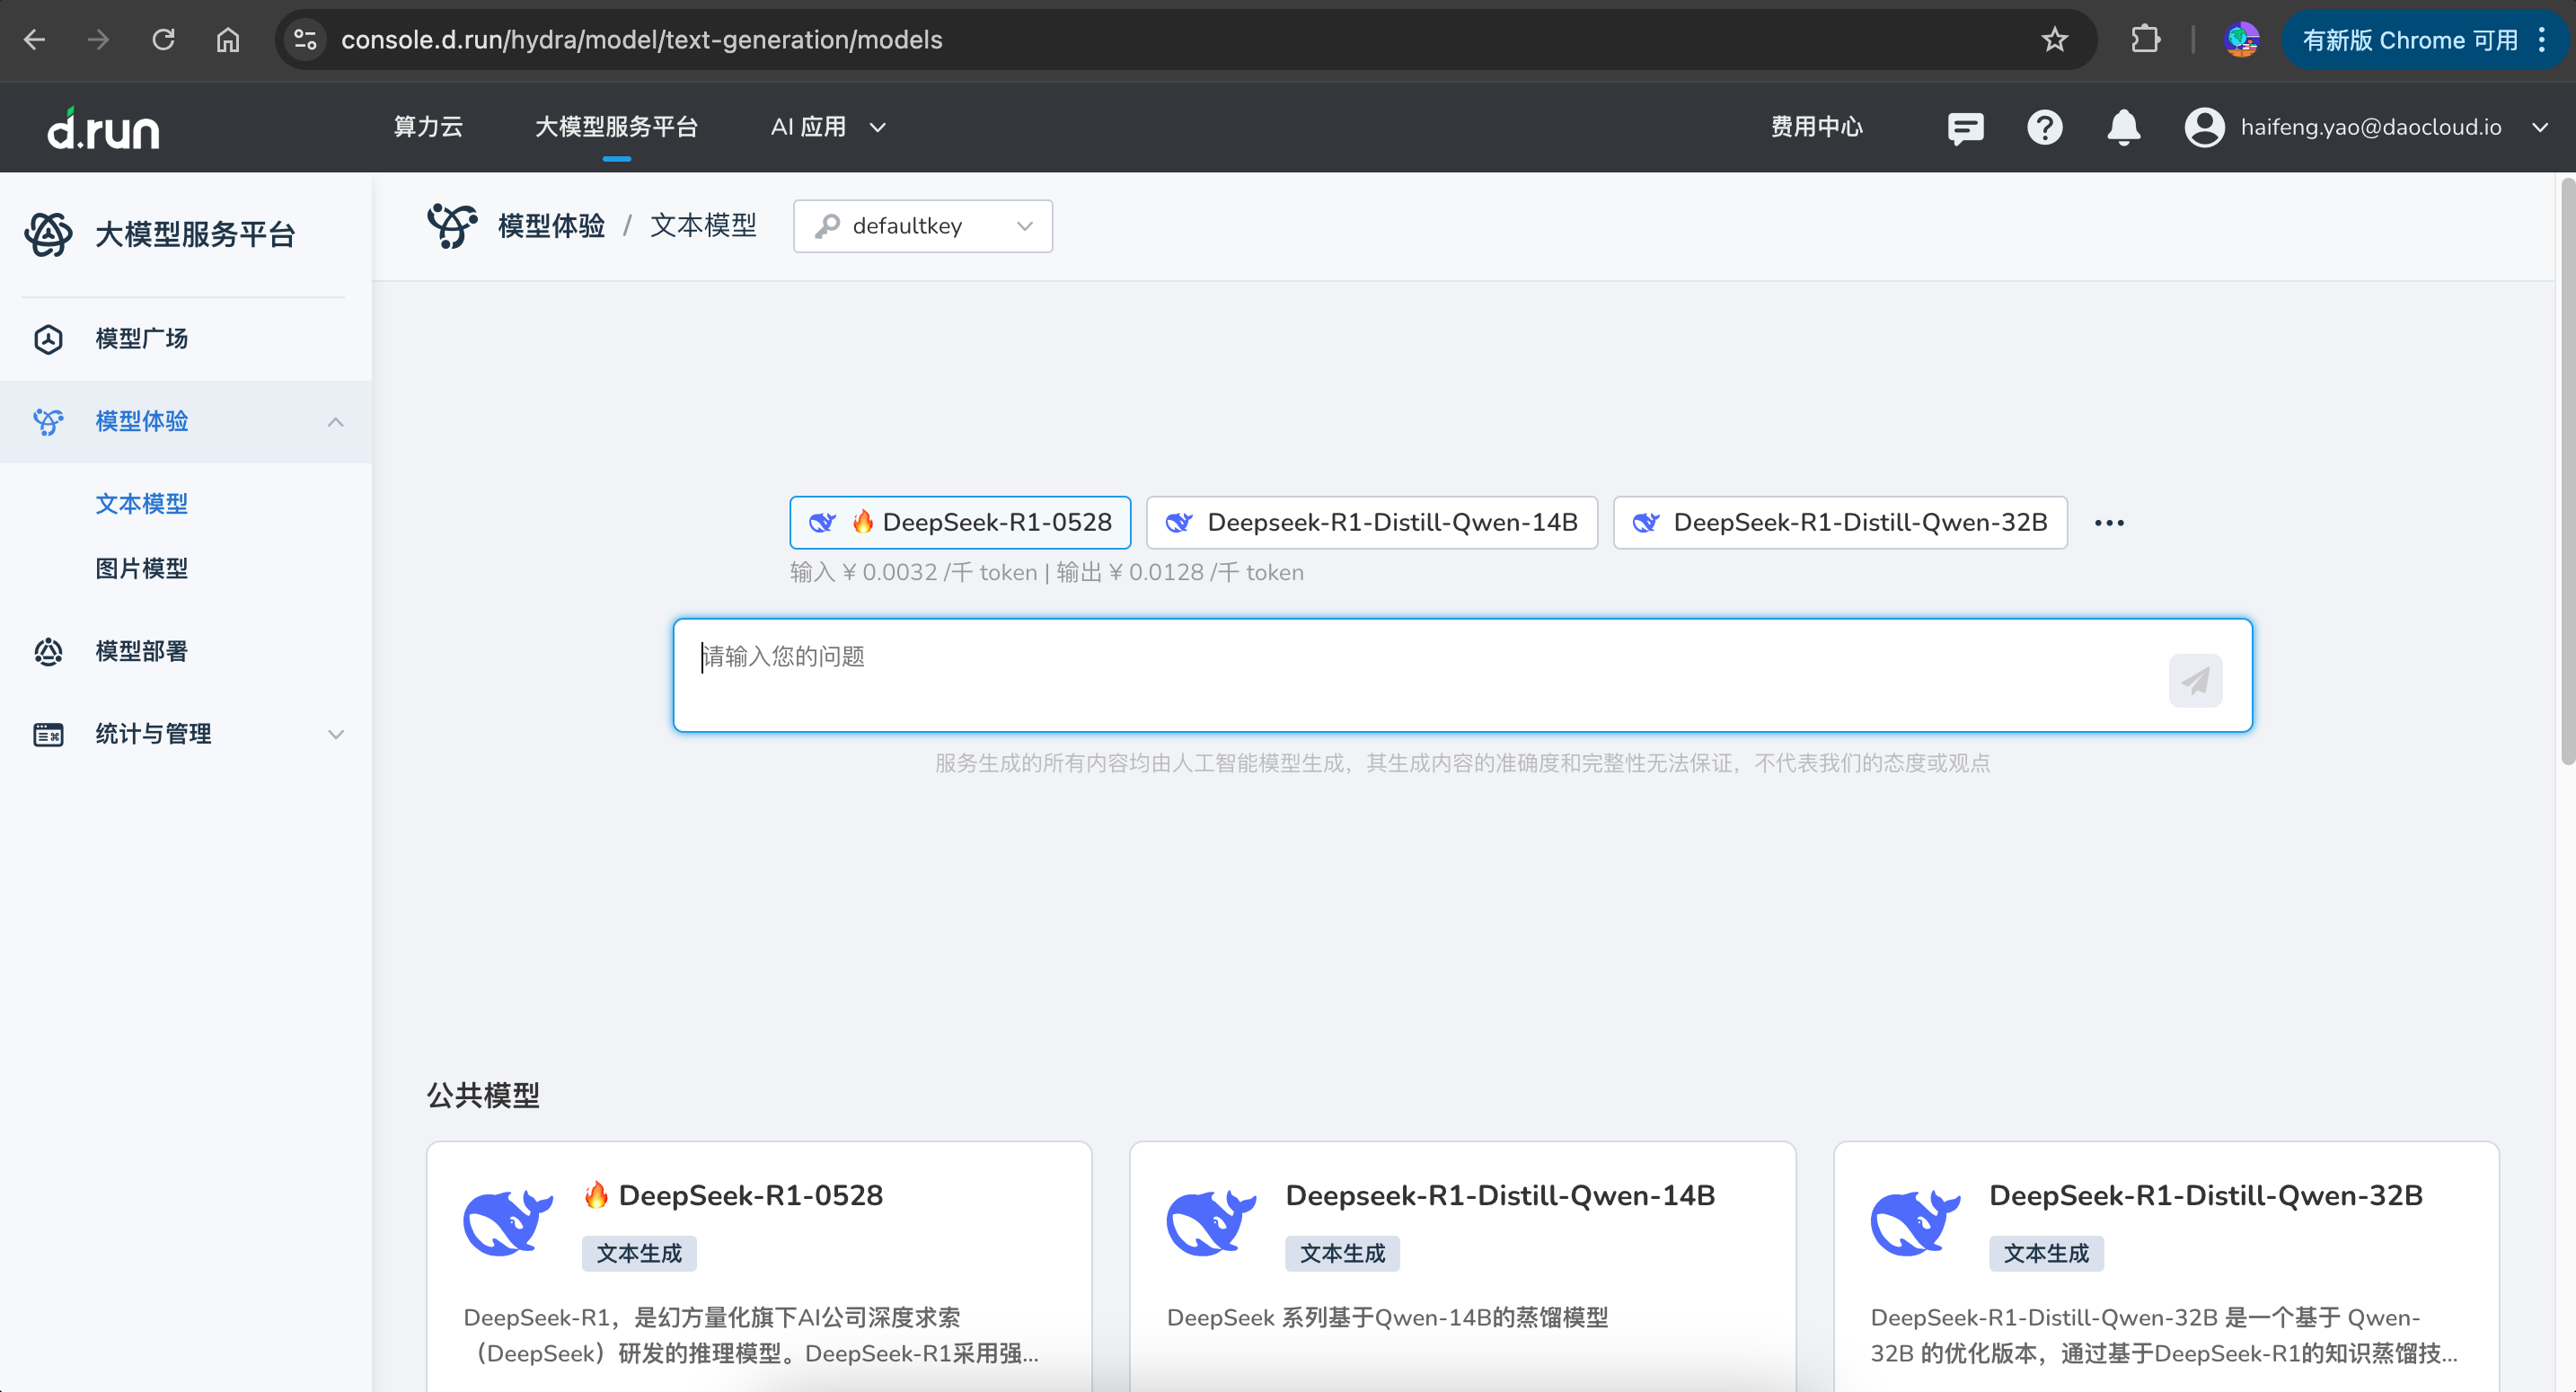 console.d.run/hydra/model/text-generation/models
有新版 Chrome 可用
d.run
算力云
大模型服务平台
AI 应用
费用中心
haifeng.yao@daocloud.io
大模型服务平台
模型广场
模型体验
文本模型
图片模型
模型部署
统计与管理
模型体验 / 文本模型
defaultkey
🔥 DeepSeek-R1-0528
Deepseek-R1-Distill-Qwen-14B
DeepSeek-R1-Distill-Qwen-32B
输入 ¥ 0.0032 /千 token | 输出 ¥ 0.0128 /千 token
请输入您的问题
服务生成的所有内容均由人工智能模型生成，其生成内容的准确度和完整性无法保证，不代表我们的态度或观点
公共模型
🔥 DeepSeek-R1-0528
文本生成
DeepSeek-R1，是幻方量化旗下AI公司深度求索
（DeepSeek）研发的推理模型。DeepSeek-R1采用强...
Deepseek-R1-Distill-Qwen-14B
文本生成
DeepSeek 系列基于Qwen-14B的蒸馏模型
DeepSeek-R1-Distill-Qwen-32B
文本生成
DeepSeek-R1-Distill-Qwen-32B 是一个基于 Qwen-
32B 的优化版本，通过基于DeepSeek-R1的知识蒸馏技...